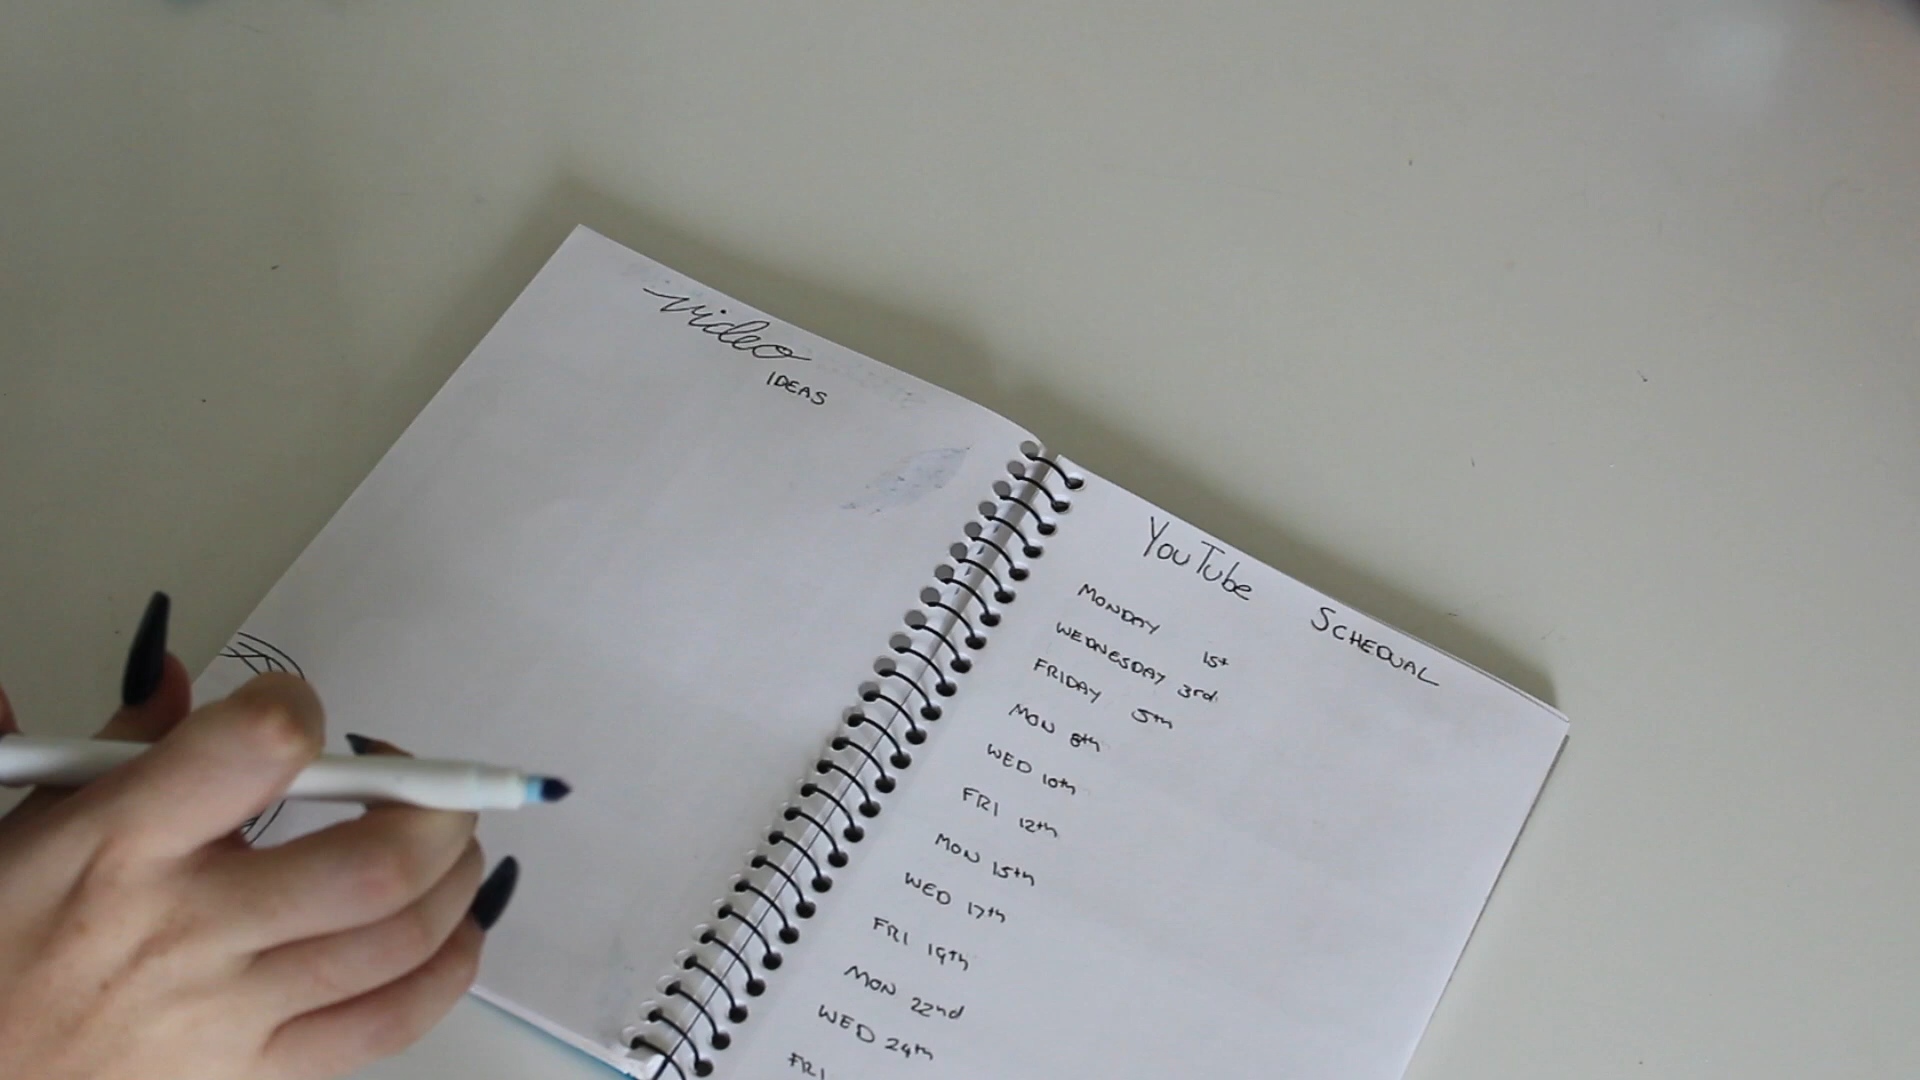 video
IDEAS
YouTube SCHEDUAL
MONDAY 1st
WEDNESDAY 3rd
FRIDAY 5th
MON 8th
WED 10th
FRI 12th
MON 15th
WED 17th
FRI 19th
MON 22nd
WED 24th
FRI